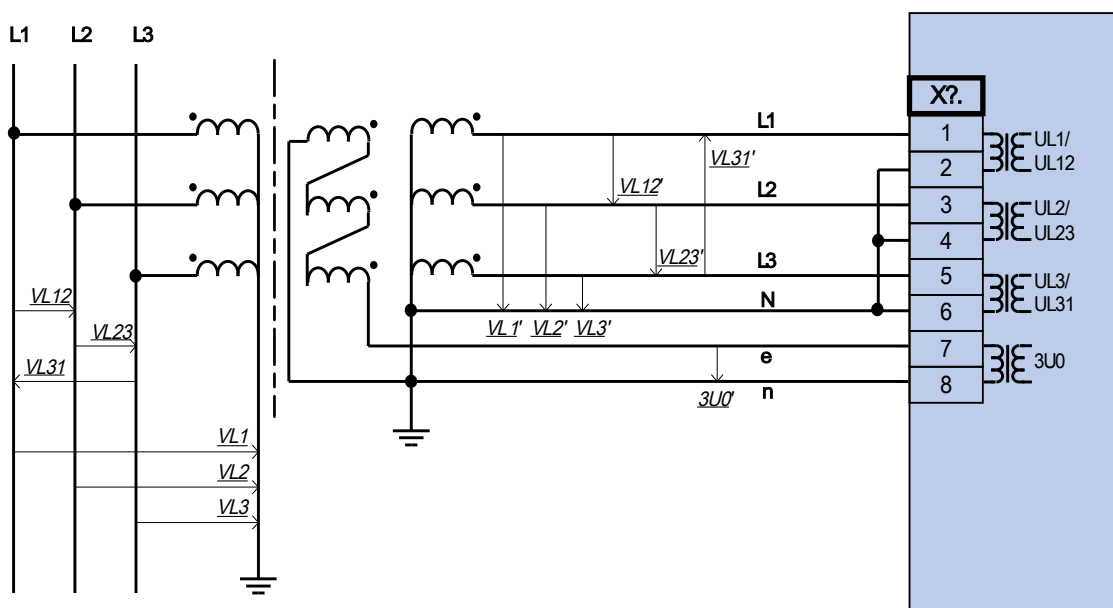 L1 L2 L3
X?.
L1
1
UL1/
UL12
VL31'
2
VL12'
L2
3
UL2/
UL23
4
VL23'
L3
5
UL3/
UL31
VL12
N
6
VL1' VL2' VL3'
VL23
7
e
3U0
VL31
8
n
3U0'
VL1
VL2
VL3